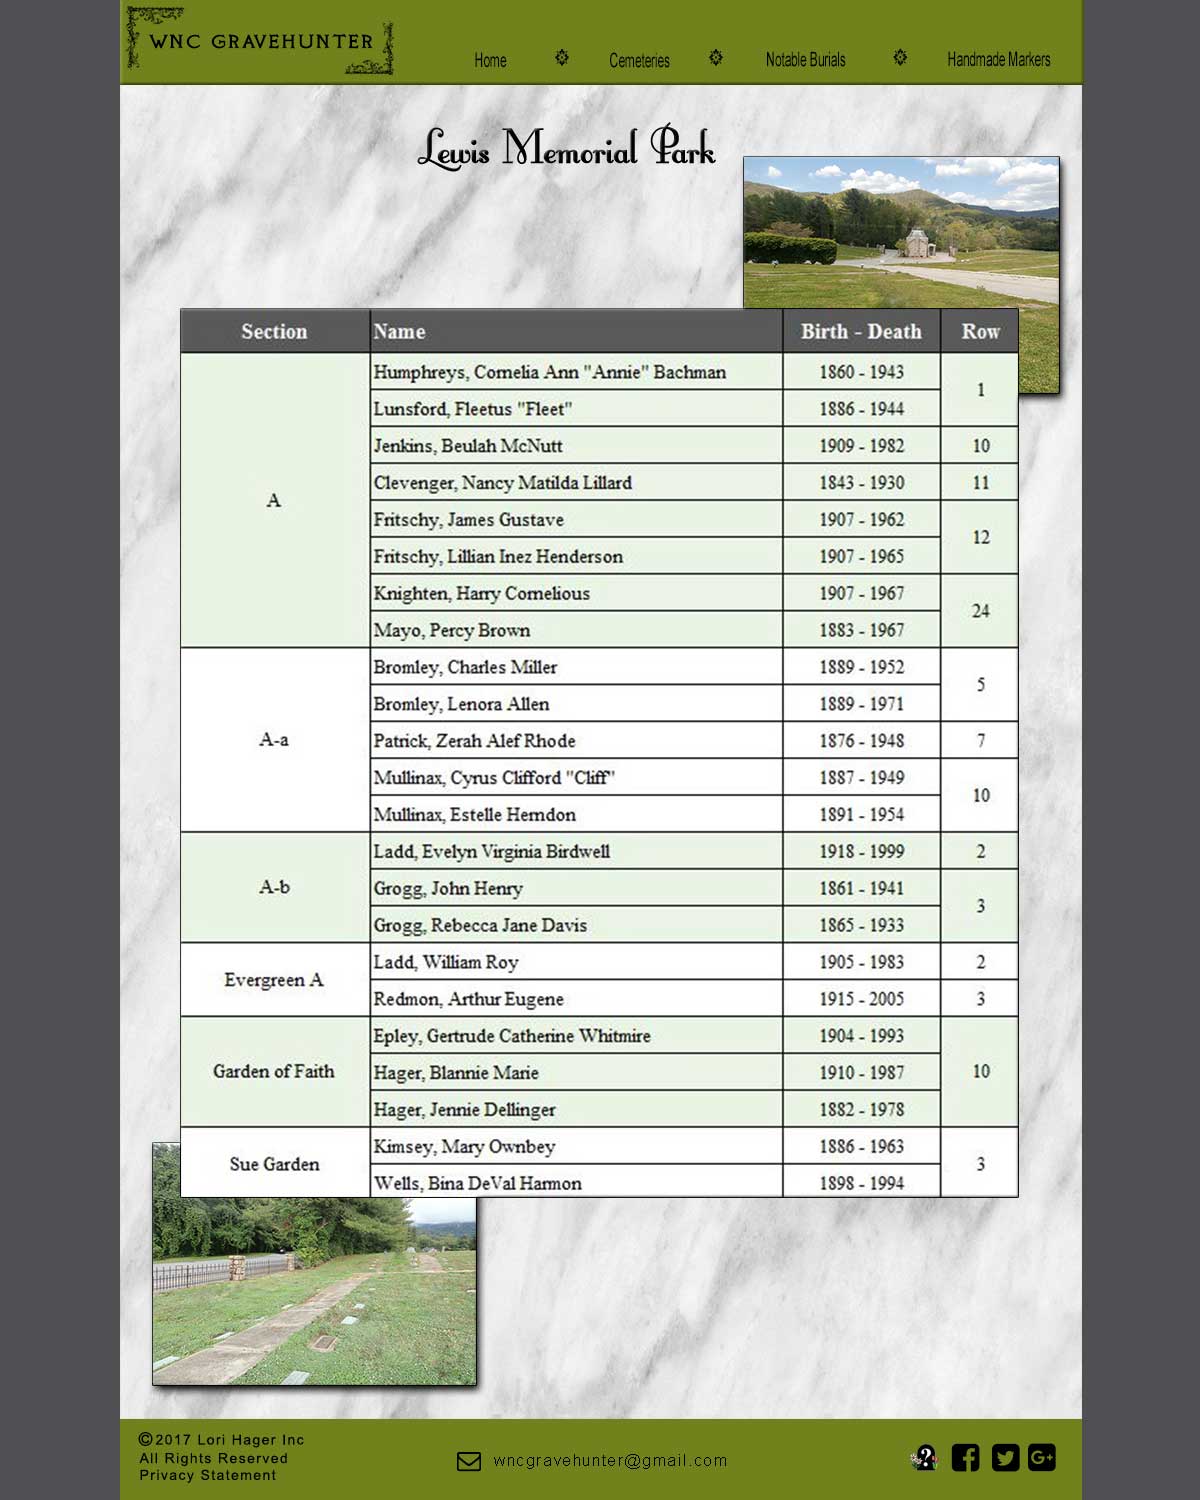 WNC GRAVEHUNTER
Home Cemeteries Notable Burials Handmade Markers
Lewis Memorial Park
Section Name Birth - Death Row
A
Humphreys, Cornelia Ann "Annie" Bachman 1860 - 1943 1
Lunsford, Fleetus "Fleet" 1886 - 1944
Jenkins, Beulah McNutt 1909 - 1982 10
Clevenger, Nancy Matilda Lillard 1843 - 1930 11
Fritschy, James Gustave 1907 - 1962 12
Fritschy, Lillian Inez Henderson 1907 - 1965
Knighten, Harry Cornelious 1907 - 1967 24
Mayo, Percy Brown 1883 - 1967
A-a
Bromley, Charles Miller 1889 - 1952 5
Bromley, Lenora Allen 1889 - 1971
Patrick, Zerah Alef Rhode 1876 - 1948 7
Mullinax, Cyrus Clifford "Cliff" 1887 - 1949 10
Mullinax, Estelle Herndon 1891 - 1954
A-b
Ladd, Evelyn Virginia Birdwell 1918 - 1999 2
Grogg, John Henry 1861 - 1941 3
Grogg, Rebecca Jane Davis 1865 - 1933
Evergreen A
Ladd, William Roy 1905 - 1983 2
Redmon, Arthur Eugene 1915 - 2005 3
Garden of Faith
Epley, Gertrude Catherine Whitmire 1904 - 1993 10
Hager, Blannie Marie 1910 - 1987
Hager, Jennie Dellinger 1882 - 1978
Sue Garden
Kimsey, Mary Ownbey 1886 - 1963 3
Wells, Bina DeVal Harmon 1898 - 1994
©2017 Lori Hager Inc
All Rights Reserved
Privacy Statement
wncgravehunter@gmail.com
?
G+